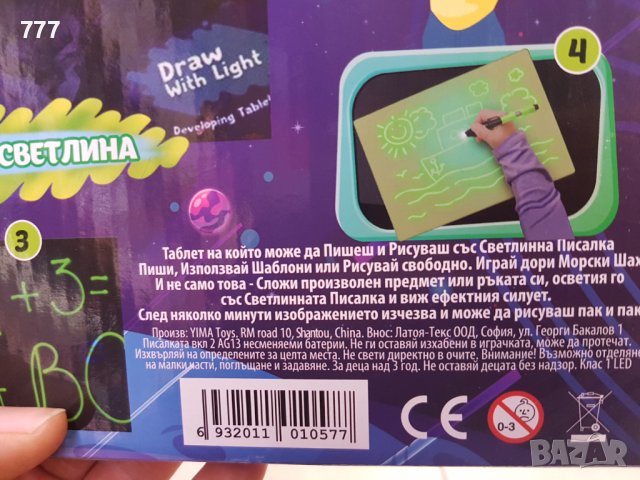 777
Draw
With Light
Developing Tablet
4
СВЕТЛИНА
3
+ 3 =
+ BO
Таблет на който може да Пишеш и Рисуваш със Светлинна Писалка
Пиши, Използвай Шаблони или Рисувай свободно. Играй дори Морски Шах
И не само това - Сложи произволен предмет или ръката си, осветия го
със Светлинната Писалка и виж ефектния силует.
След няколко минути изображението изчезва и може да рисуваш пак и пак
Произв: YIMA Toys. RM road 10, Shantou, China. Внос: Латоя-Текс ООД, София, ул. Георги Бакалов 1
Писалката вкл 2 AG13 несменяеми батерии. Не ги оставяй изхабени в играчката, може да протечат.
Изхвърляй на определените за целта места. Не свети директно в очите. Внимание! Възможно отделяне
на малки части, поглъщане и задавяне. За деца над 3 год. Не оставяй децата без надзор. Клас 1 LED
6 932011 010577
CE
0-3
BAZAR